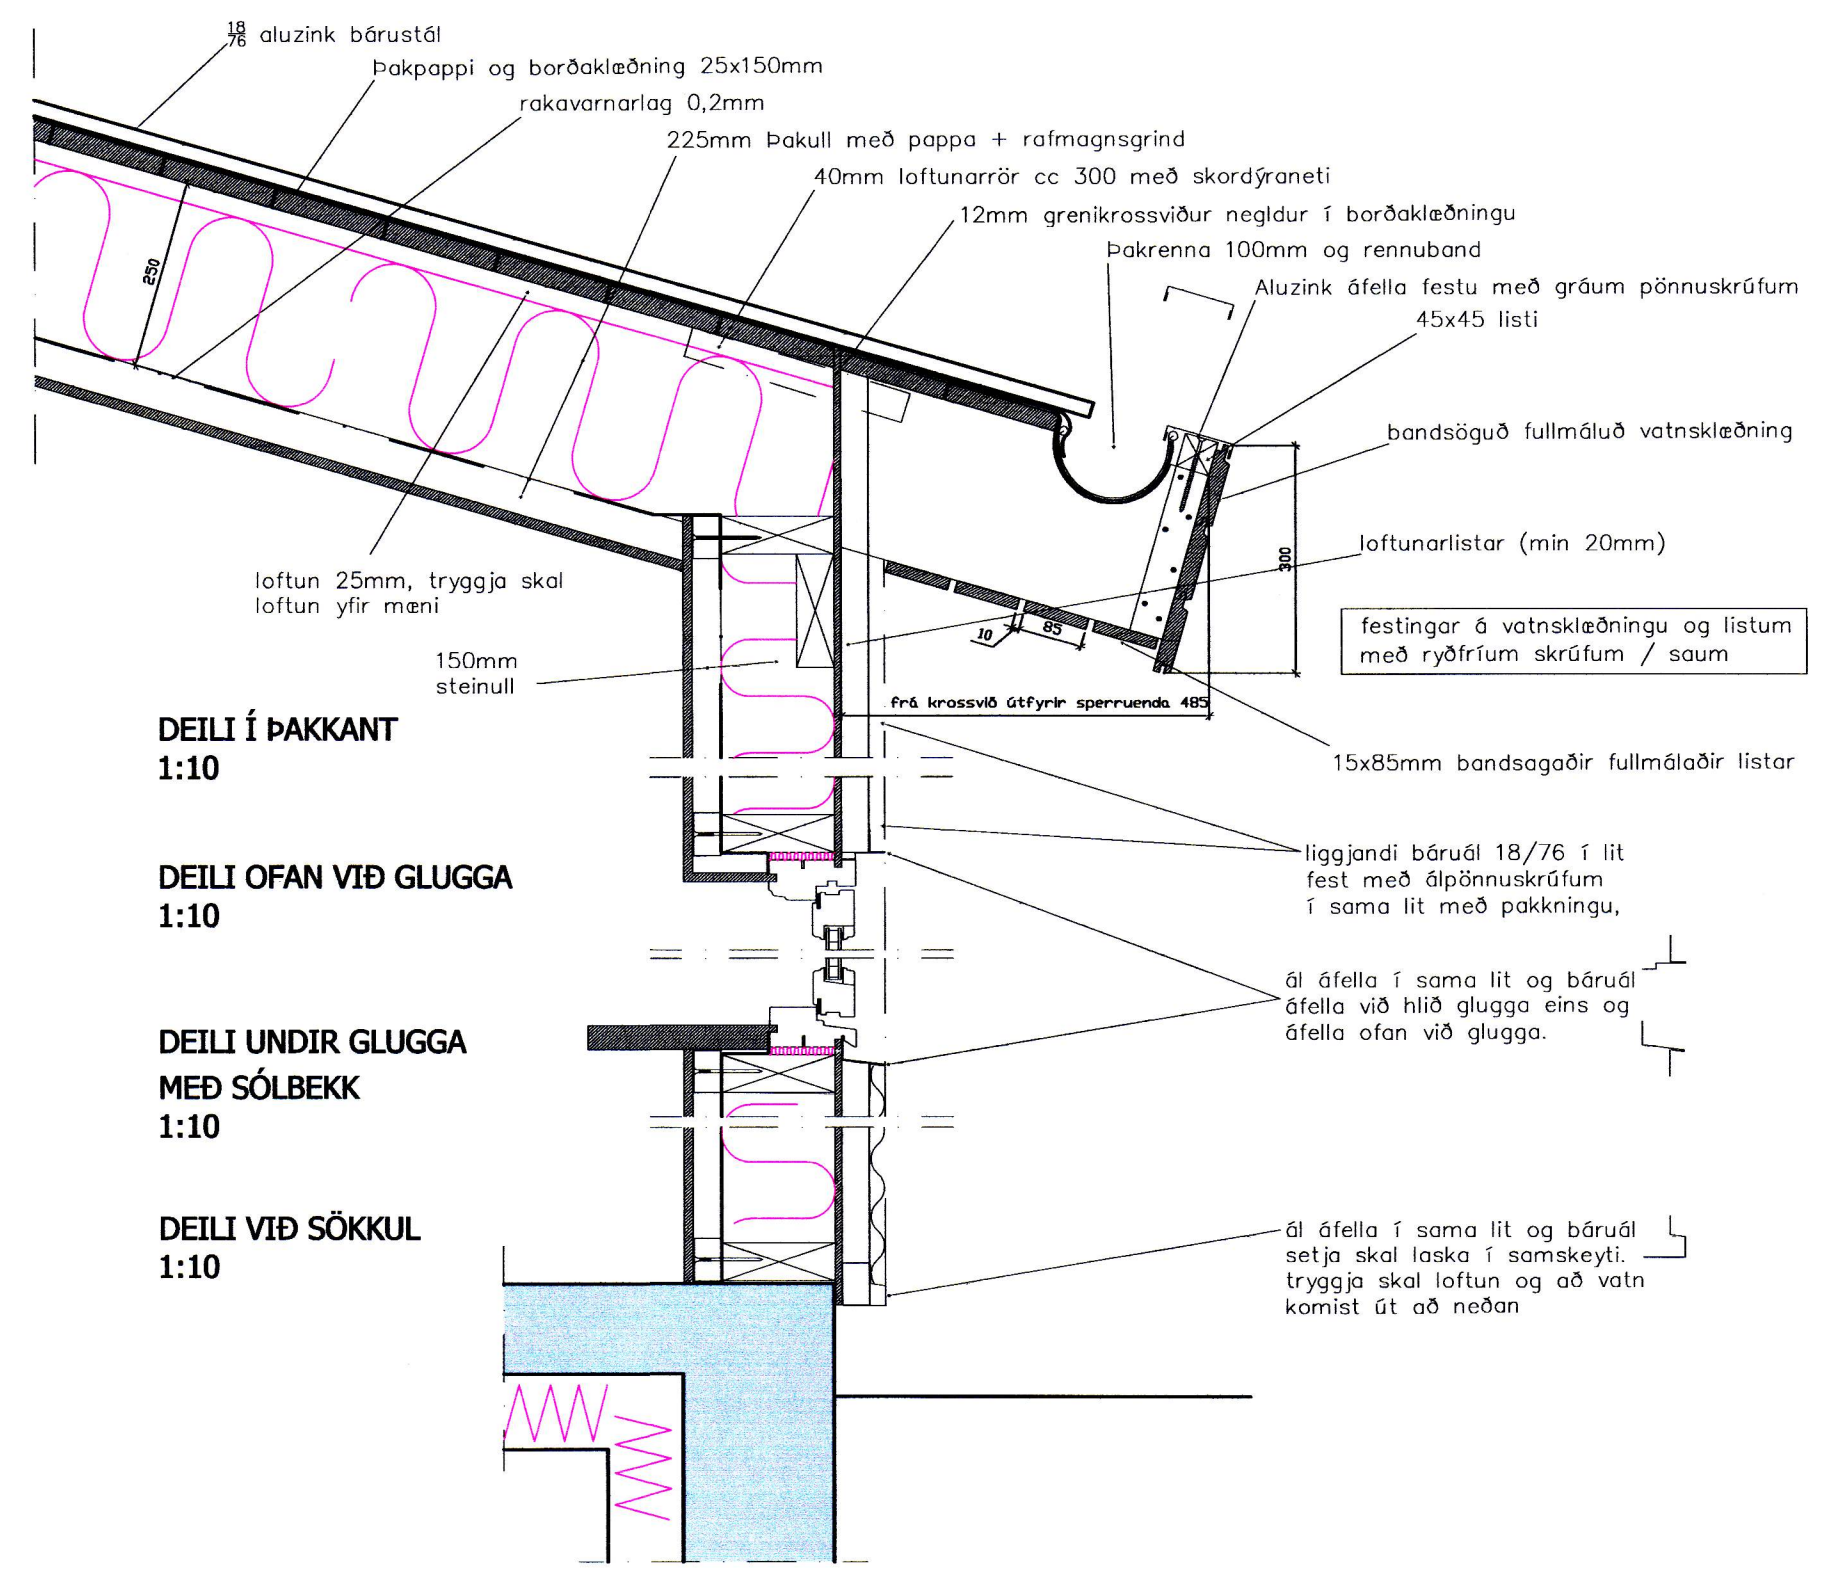 18/76 aluzink bárustál
Þakpappi og borðaklæðning 25x150mm
rakavarnarlag 0,2mm
225mm Þakull með pappa + rafmagnsgrind
40mm loftunarrör cc 300 með skordýraneti
12mm grenikrossviður negldur í borðaklæðningu
Þakrenna 100mm og rennuband
Aluzink áfella festu með gráum pönnuskrúfum
45x45 listi
250
bandsöguð fullmáluð vatnsklæðning
loftunarlistar (min 20mm)
300
loftun 25mm, tryggja skal
loftun yfir mæni
festingar á vatnsklæðningu og listum
með ryðfríum skrúfum / saum
10
85
150mm
steinull
frá krossvið útfyrir sperruenda 485
DEILI Í ÞAKKANT
1:10
15x85mm bandsagaðir fullmálaðir listar
DEILI OFAN VIÐ GLUGGA
1:10
liggjandi báruál 18/76 í lit
fest með álpönnuskrúfum
í sama lit með pakkningu,
ál áfella í sama lit og báruál
áfella við hlið glugga eins og
áfella ofan við glugga.
DEILI UNDIR GLUGGA
MEÐ SÓLBEKK
1:10
DEILI VIÐ SÖKKUL
1:10
ál áfella í sama lit og báruál
setja skal laska í samskeyti.
tryggja skal loftun og að vatn
komist út að neðan